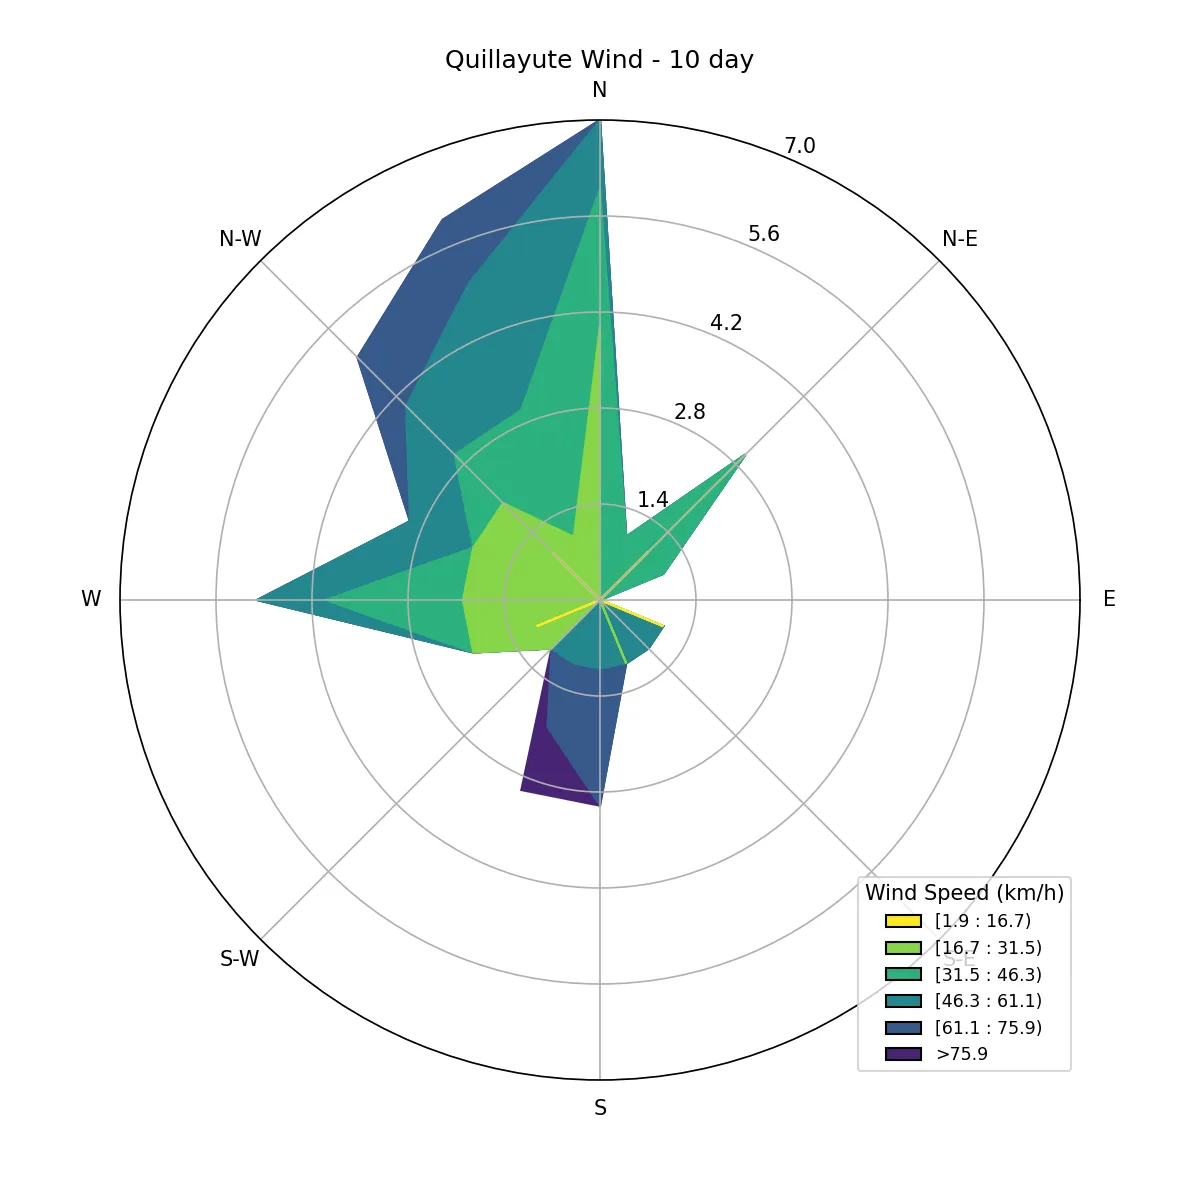 Quillayute Wind - 10 day
N
7.0
N-W
5.6
N-E
4.2
2.8
1.4
W
E
S-W
S-E
S
Wind Speed (km/h)
[1.9 : 16.7)
[16.7 : 31.5)
[31.5 : 46.3)
[46.3 : 61.1)
[61.1 : 75.9)
>75.9